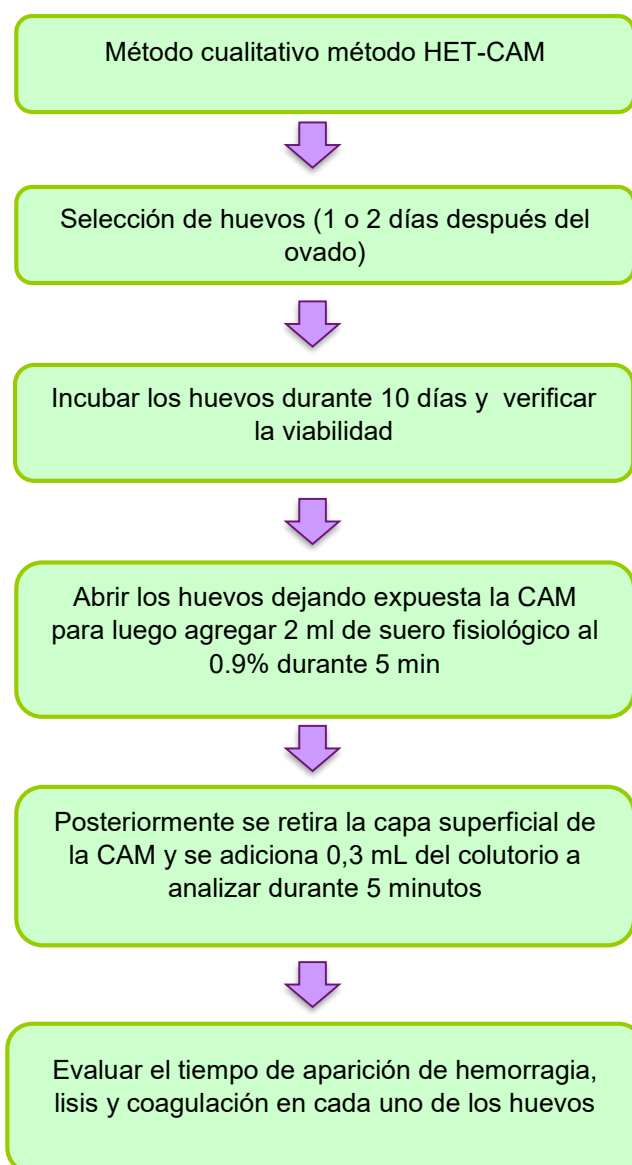 Método cualitativo método HET-CAM
Selección de huevos (1 o 2 días después del
ovado)
Incubar los huevos durante 10 días y  verificar
la viabilidad
Abrir los huevos dejando expuesta la CAM
para luego agregar 2 ml de suero fisiológico al
0.9% durante 5 min
Posteriormente se retira la capa superficial de
la CAM y se adiciona 0,3 mL del colutorio a
analizar durante 5 minutos
Evaluar el tiempo de aparición de hemorragia,
lisis y coagulación en cada uno de los huevos